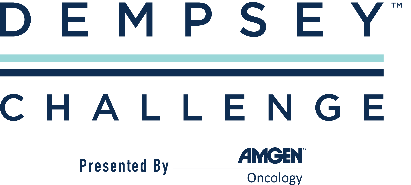 DEMPSEY™
CHALLENGE
Presented By AMGEN™
Oncology